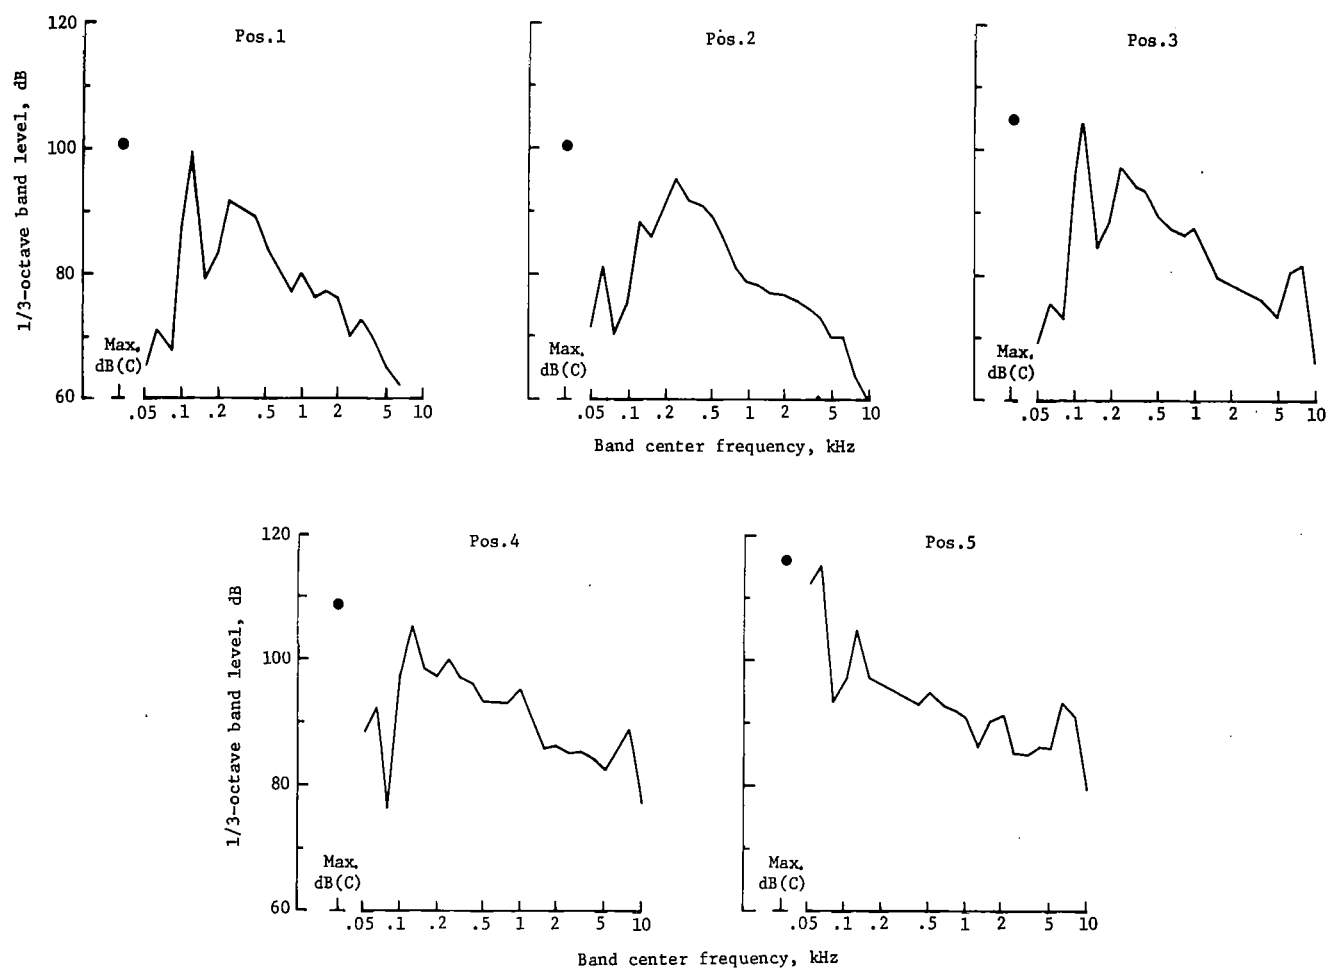 120
100
80
60
1/3-octave band level, dB
Pos.1
Max.
dB(C)
.05 .1 .2 .5 1 2 5 10
Pos.2
Max.
dB(C)
.05 .1 .2 .5 1 2 5 10
Band center frequency, kHz
Pos.3
Max.
dB(C)
.05 .1 .2 .5 1 2 5 10
120
100
80
60
1/3-octave band level, dB
Pos.4
Max.
dB(C)
.05 .1 .2 .5 1 2 5 10
Pos.5
Max.
dB(C)
.05 .1 .2 .5 1 2 5 10
Band center frequency, kHz